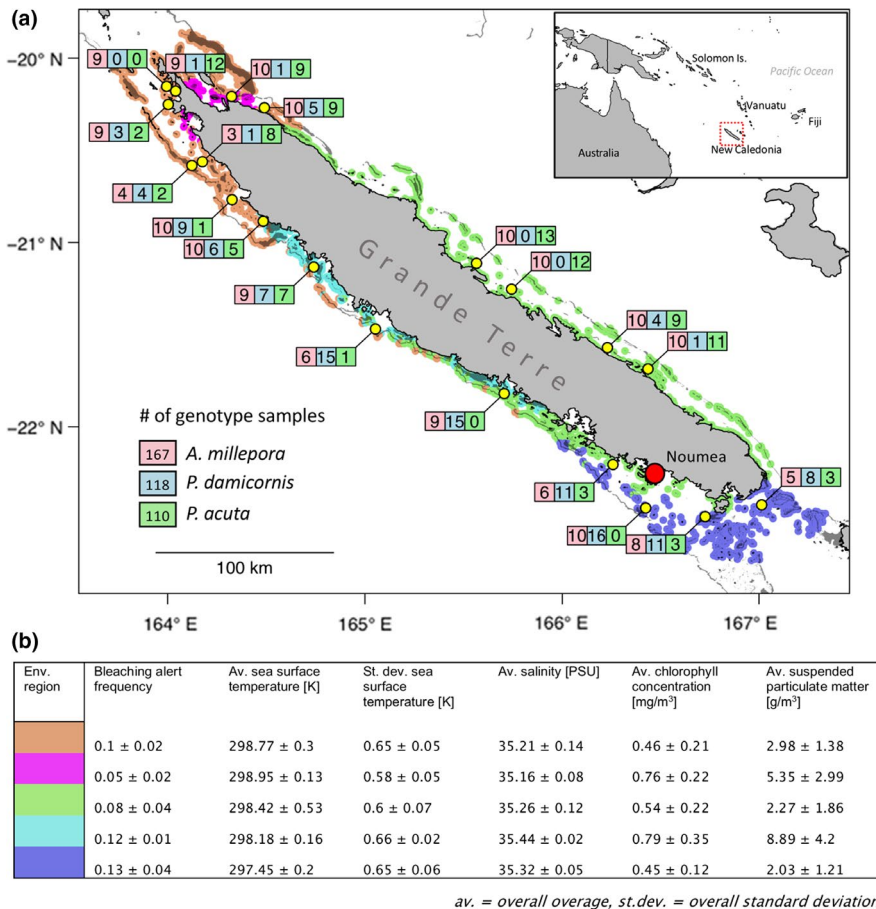 (a)
−20° N
−21° N
−22° N
164° E
165° E
166° E
167° E
9 0 0
9 1 12
10 1 9
10 5 9
9 3 2
3 1 8
4 4 2
10 9 1
10 6 5
9 7 7
6 15 1
9 15 0
10 0 13
10 0 12
10 4 9
10 1 11
6 11 3
10 16 0
8 11 3
5 8 3
Grande Terre
Noumea
Solomon Is.
Pacific Ocean
Vanuatu
Fiji
New Caledonia
Australia
# of genotype samples
167 A. millepora
118 P. damicornis
110 P. acuta
100 km
(b)
Env. region | Bleaching alert frequency | Av. sea surface temperature [K] | St. dev. sea surface temperature [K] | Av. salinity [PSU] | Av. chlorophyll concentration [mg/m³] | Av. suspended particulate matter [g/m³]
0.1 ± 0.02 298.77 ± 0.3 0.65 ± 0.05 35.21 ± 0.14 0.46 ± 0.21 2.98 ± 1.38
0.05 ± 0.02 298.95 ± 0.13 0.58 ± 0.05 35.16 ± 0.08 0.76 ± 0.22 5.35 ± 2.99
0.08 ± 0.04 298.42 ± 0.53 0.6 ± 0.07 35.26 ± 0.12 0.54 ± 0.22 2.27 ± 1.86
0.12 ± 0.01 298.18 ± 0.16 0.66 ± 0.02 35.44 ± 0.02 0.79 ± 0.35 8.89 ± 4.2
0.13 ± 0.04 297.45 ± 0.2 0.65 ± 0.06 35.32 ± 0.05 0.45 ± 0.12 2.03 ± 1.21
av. = overall overage, st.dev. = overall standard deviation